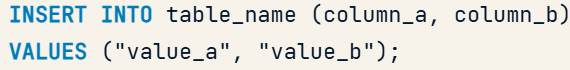 INSERT INTO table_name (column_a, column_b)
VALUES ("value_a", "value_b");